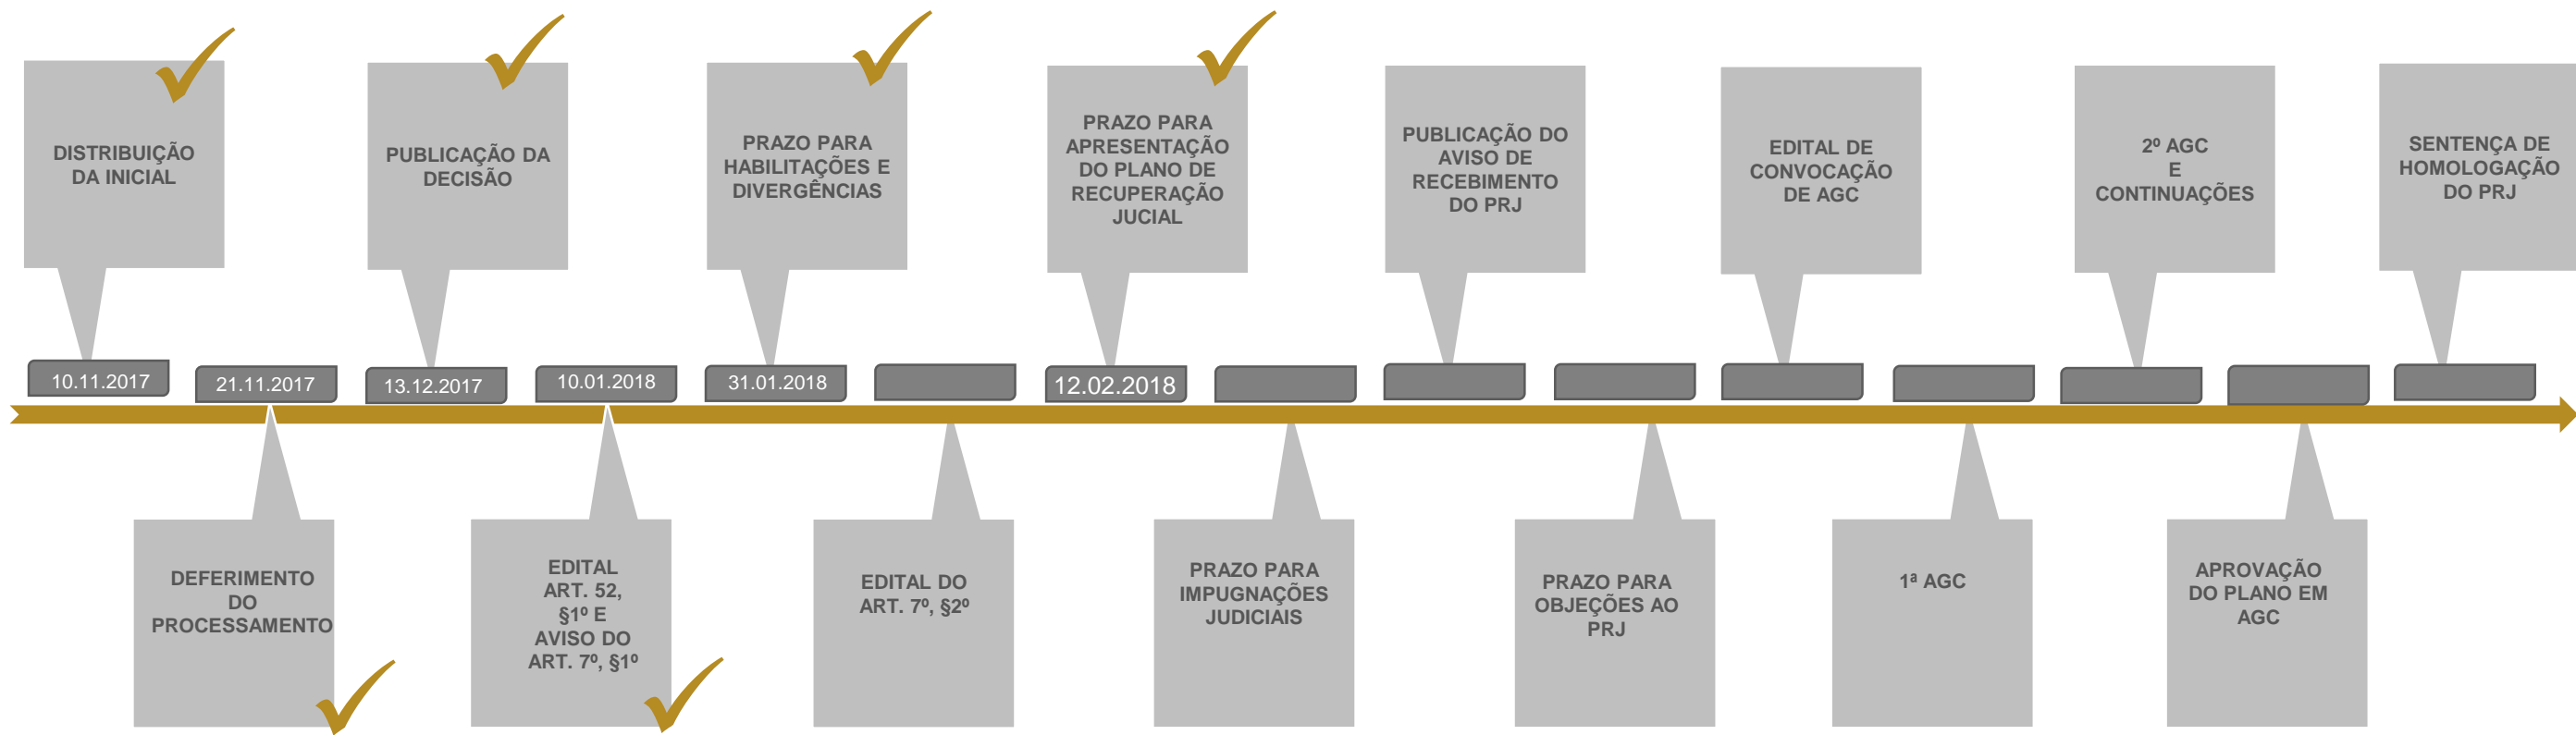 DISTRIBUIÇÃO
DA INICIAL
PUBLICAÇÃO DA
DECISÃO
PRAZO PARA
HABILITAÇÕES E
DIVERGÊNCIAS
PRAZO PARA
APRESENTAÇÃO
DO PLANO DE
RECUPERAÇÃO
JUCIAL
PUBLICAÇÃO DO
AVISO DE
RECEBIMENTO
DO PRJ
EDITAL DE
CONVOCAÇÃO
DE AGC
2º AGC
E
CONTINUAÇÕES
SENTENÇA DE
HOMOLOGAÇÃO
DO PRJ
10.11.2017
21.11.2017
13.12.2017
10.01.2018
31.01.2018
12.02.2018
DEFERIMENTO
DO
PROCESSAMENTO
EDITAL
ART. 52,
§1º E
AVISO DO
ART. 7º, §1º
EDITAL DO
ART. 7º, §2º
PRAZO PARA
IMPUGNAÇÕES
JUDICIAIS
PRAZO PARA
OBJEÇÕES AO
PRJ
1ª AGC
APROVAÇÃO
DO PLANO EM
AGC